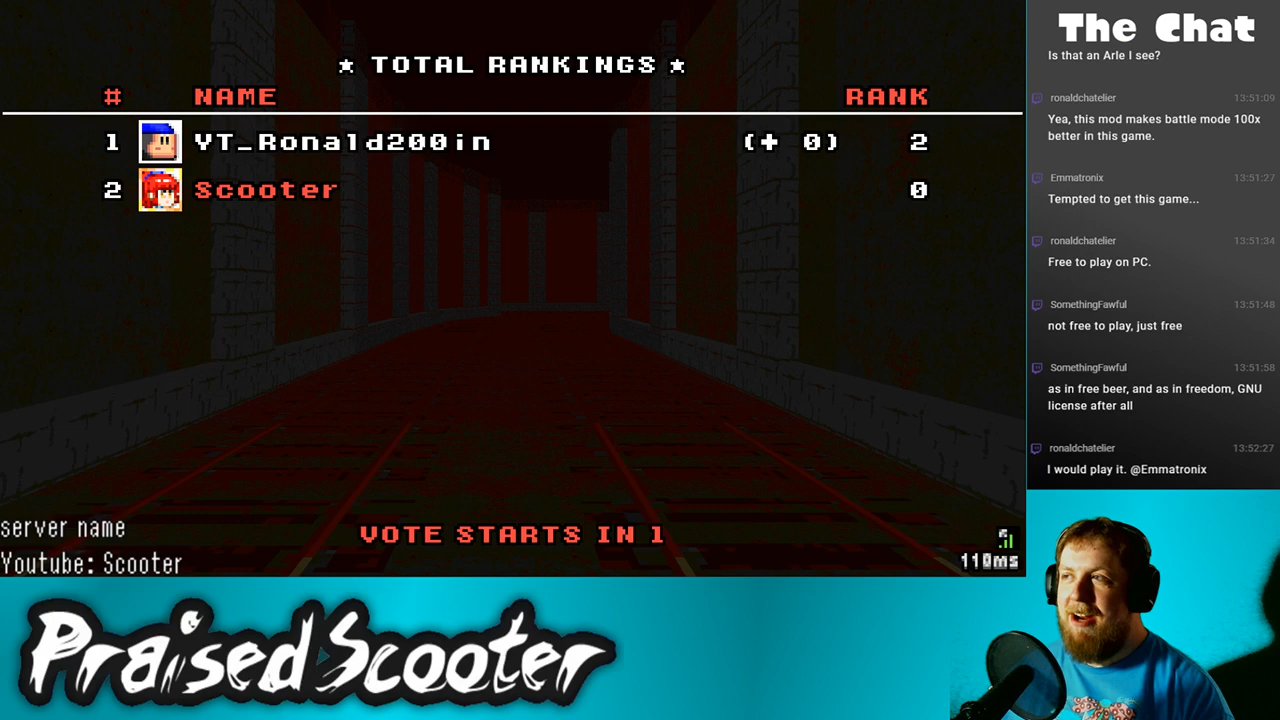 ★ TOTAL RANKINGS ★
# NAME RANK
1 YT_Ronald200in (+ 0) 2
2 Scooter 0
VOTE STARTS IN 1
server name
Youtube: Scooter
110ms
PraisedScooter
The Chat
Is that an Arle I see?
ronaldchatelier 13:51:09
Yea, this mod makes battle mode 100x
better in this game.
Emmatronix 13:51:27
Tempted to get this game...
ronaldchatelier 13:51:34
Free to play on PC.
SomethingFawful 13:51:48
not free to play, just free
SomethingFawful 13:51:58
as in free beer, and as in freedom, GNU
license after all
ronaldchatelier 13:52:27
I would play it. @Emmatronix